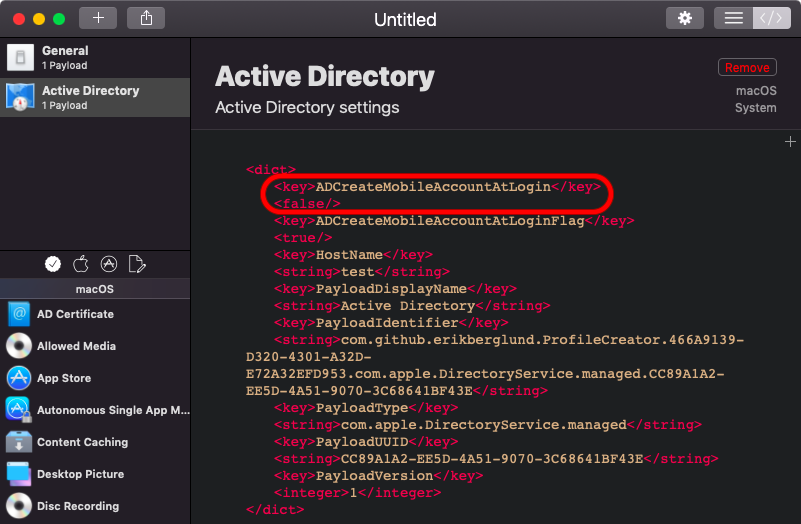 Untitled
General
1 Payload
Active Directory
1 Payload
macOS
AD Certificate
Allowed Media
App Store
Autonomous Single App M...
Content Caching
Desktop Picture
Disc Recording
Active Directory
Active Directory settings
Remove
macOS
System
<dict>
<key>ADCreateMobileAccountAtLogin</key>
<false/>
<key>ADCreateMobileAccountAtLoginFlag</key>
<true/>
<key>HostName</key>
<string>test</string>
<key>PayloadDisplayName</key>
<string>Active Directory</string>
<key>PayloadIdentifier</key>
<string>com.github.erikberglund.ProfileCreator.466A9139-
D320-4301-A32D-
E72A32EFD953.com.apple.DirectoryService.managed.CC89A1A2-
EE5D-4A51-9070-3C68641BF43E</string>
<key>PayloadType</key>
<string>com.apple.DirectoryService.managed</string>
<key>PayloadUUID</key>
<string>CC89A1A2-EE5D-4A51-9070-3C68641BF43E</string>
<key>PayloadVersion</key>
<integer>1</integer>
</dict>